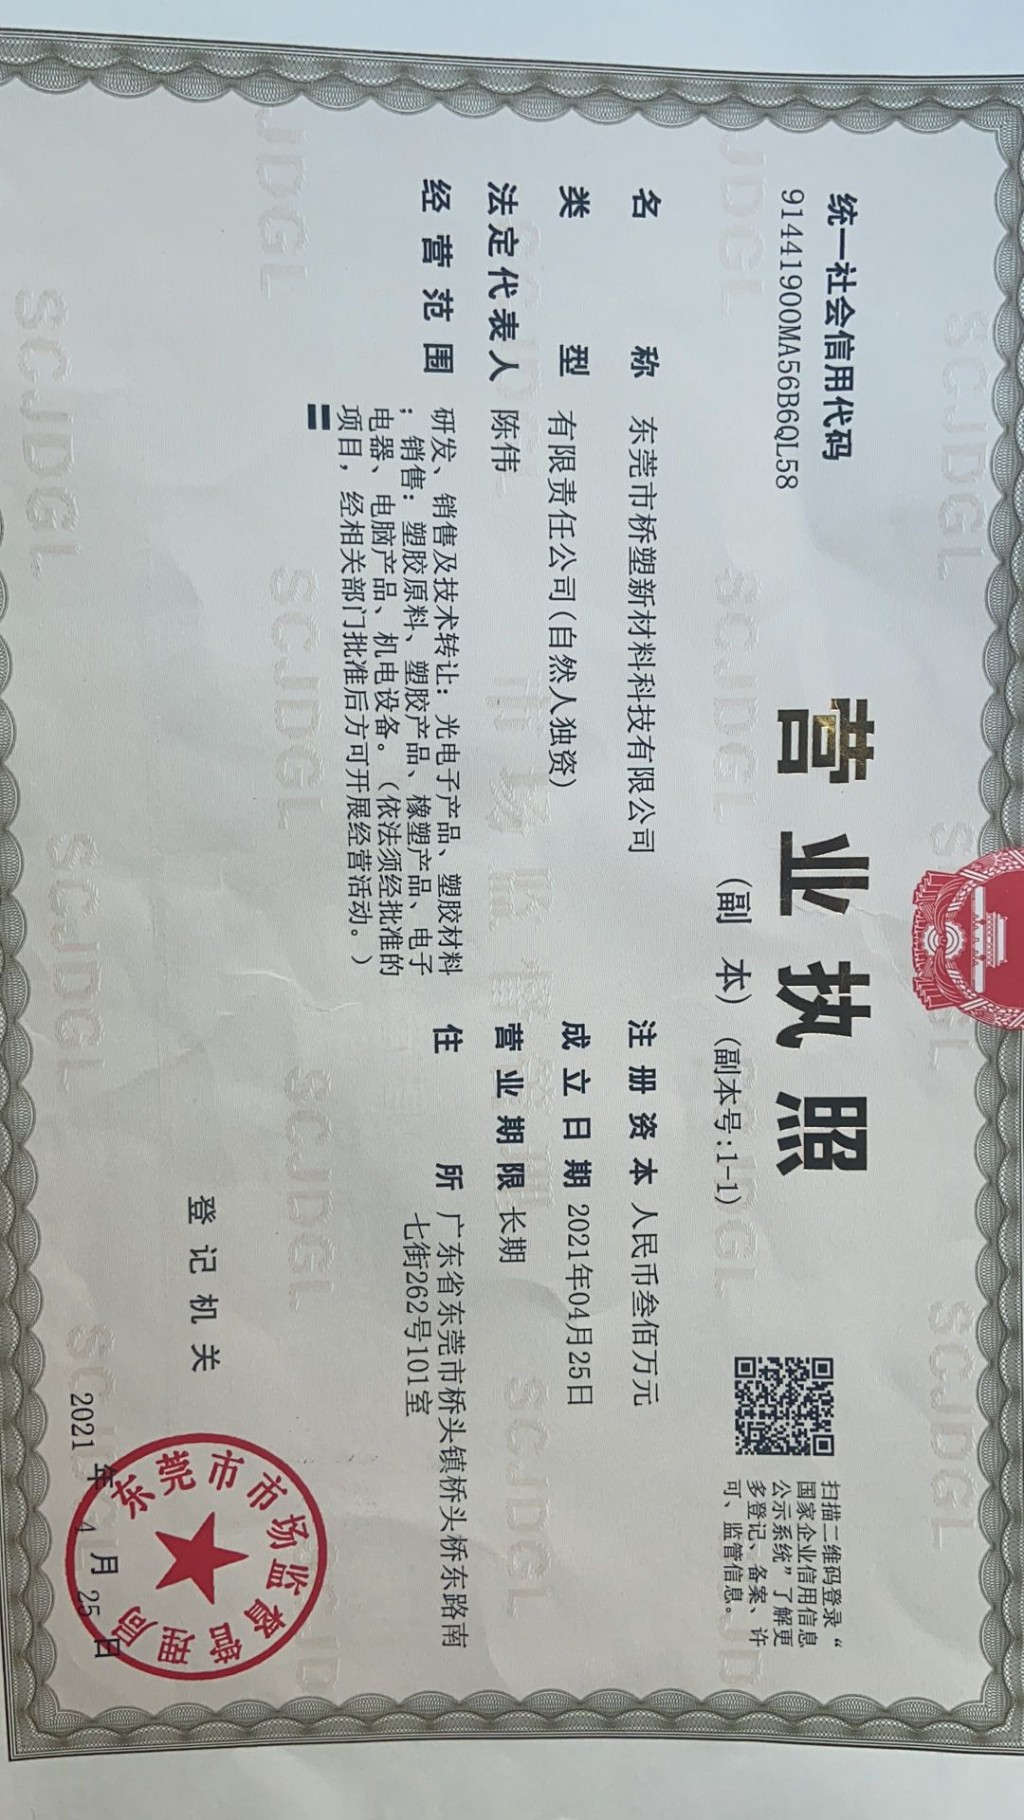 统一社会信用代码
91441900MA56B6QL58
营业执照
(副 本) (副本号:1-1)
扫描二维码登录“
国家企业信用信息
公示系统”了解更
多登记、备案、许
可、监管信息。
名 称 东莞市桥塑新材料科技有限公司
类 型 有限责任公司(自然人独资)
法定代表人 陈伟
经营范围 研发、销售及技术转让：光电子产品、塑胶材料
；销售：塑胶原料、塑胶产品、橡塑产品、电子
电器、电脑产品、机电设备。(依法须经批准的
项目，经相关部门批准后方可开展经营活动。)
注册资本 人民币叁佰万元
成立日期 2021年04月25日
营业期限 长期
住 所 广东省东莞市桥头镇桥头桥东路南
七街262号101室
登记机关
东莞市市场监督管理局
2021 年 4 月 25 日
SCJDGL
市场监督管理